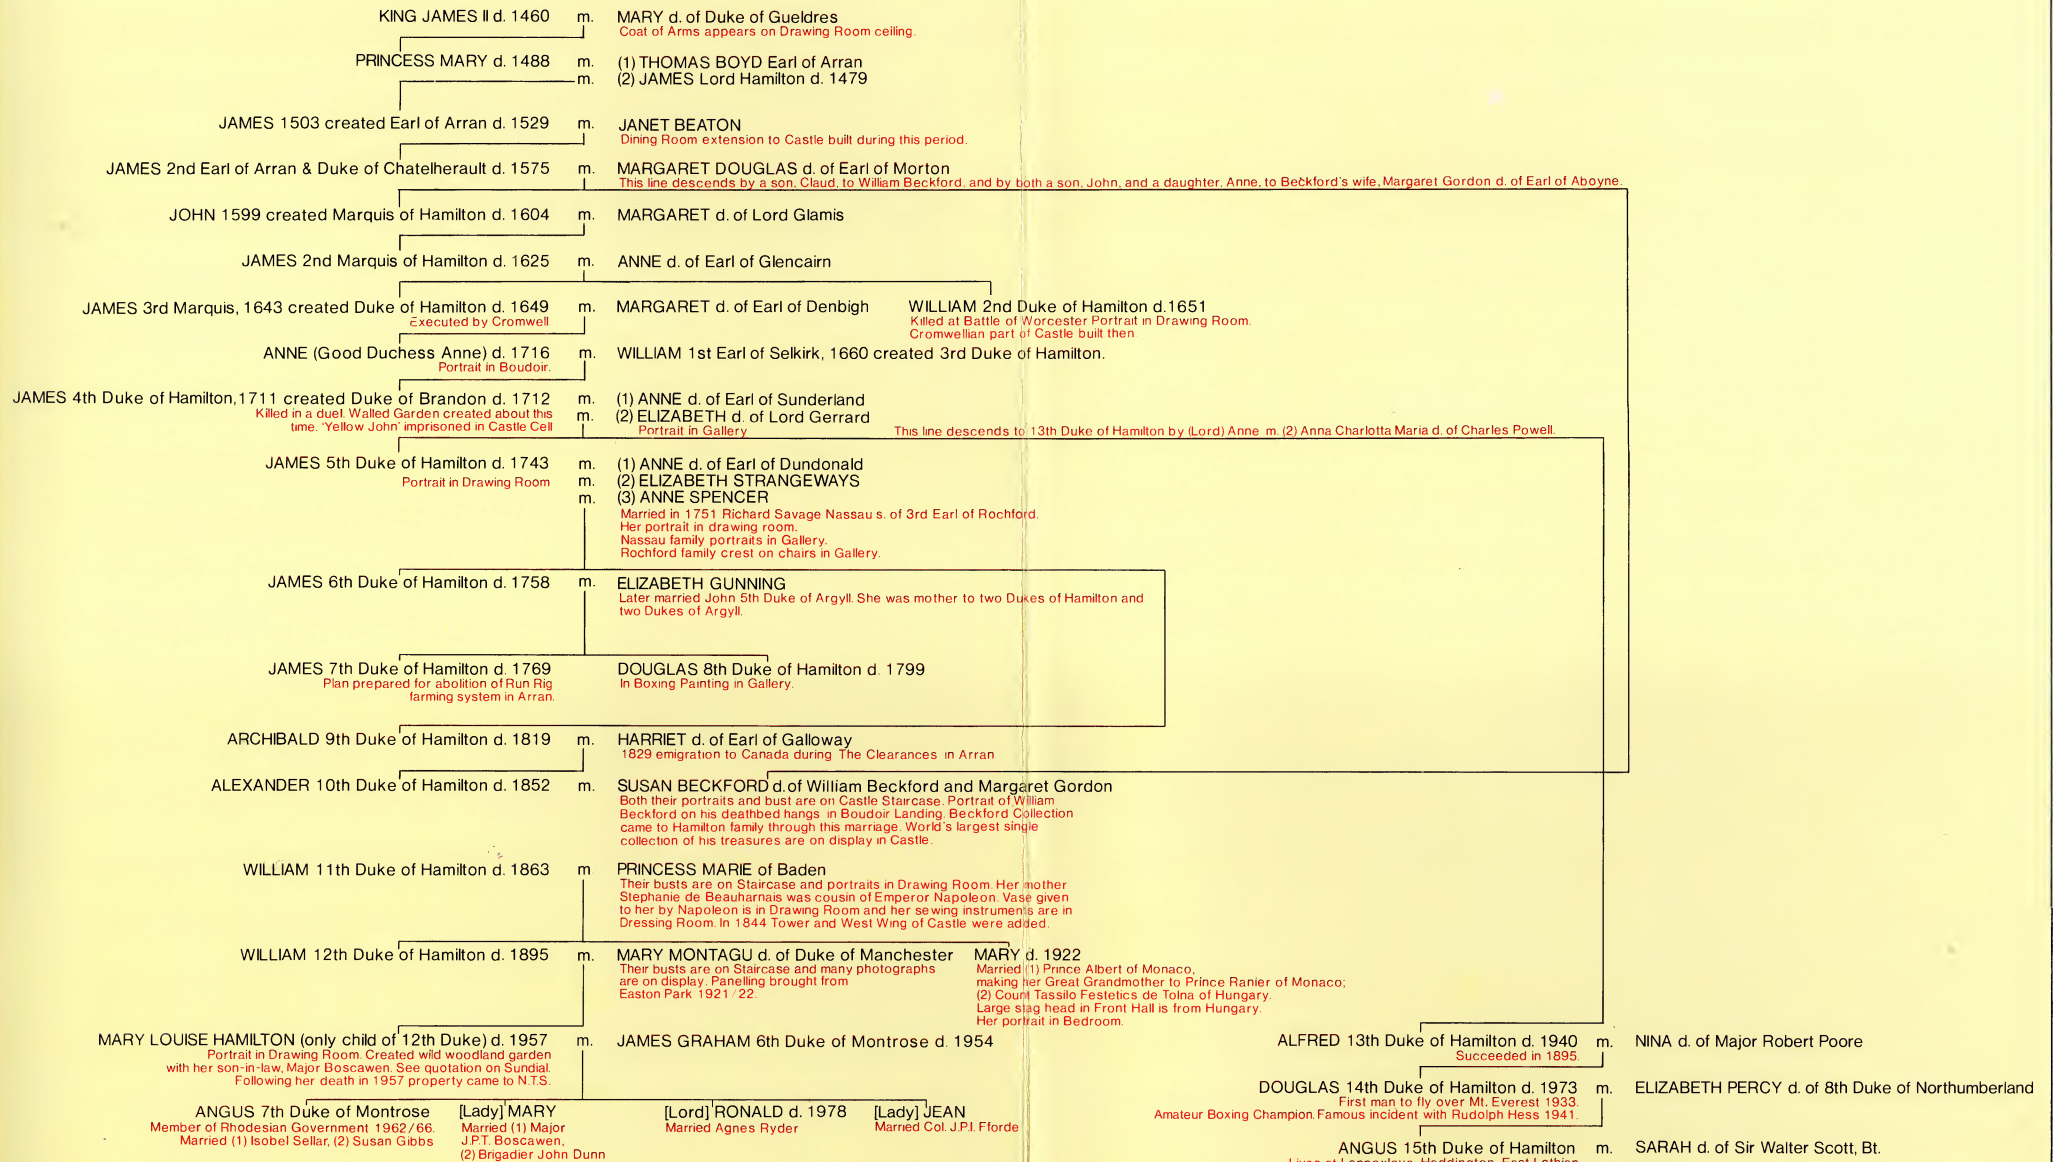 KING JAMES II d. 1460 m. MARY d. of Duke of Gueldres
Coat of Arms appears on Drawing Room ceiling.
PRINCESS MARY d. 1488 m. (1) THOMAS BOYD Earl of Arran
m. (2) JAMES Lord Hamilton d. 1479
JAMES 1503 created Earl of Arran d. 1529 m. JANET BEATON
Dining Room extension to Castle built during this period.
JAMES 2nd Earl of Arran & Duke of Chatelherault d. 1575 m. MARGARET DOUGLAS d. of Earl of Morton
This line descends by a son, Claud, to William Beckford, and by both a son, John, and a daughter, Anne, to Beckford's wife, Margaret Gordon d. of Earl of Aboyne.
JOHN 1599 created Marquis of Hamilton d. 1604 m. MARGARET d. of Lord Glamis
JAMES 2nd Marquis of Hamilton d. 1625 m. ANNE d. of Earl of Glencairn
JAMES 3rd Marquis, 1643 created Duke of Hamilton d. 1649 m. MARGARET d. of Earl of Denbigh
Executed by Cromwell
WILLIAM 2nd Duke of Hamilton d.1651
Killed at Battle of Worcester Portrait in Drawing Room.
Cromwellian part of Castle built then.
ANNE (Good Duchess Anne) d. 1716 m. WILLIAM 1st Earl of Selkirk, 1660 created 3rd Duke of Hamilton.
Portrait in Boudoir.
JAMES 4th Duke of Hamilton,1711 created Duke of Brandon d. 1712 m. (1) ANNE d. of Earl of Sunderland
Killed in a duel. Walled Garden created about this
time. 'Yellow John' imprisoned in Castle Cell
m. (2) ELIZABETH d. of Lord Gerrard
Portrait in Gallery
This line descends to 13th Duke of Hamilton by (Lord) Anne m. (2) Anna Charlotta Maria d. of Charles Powell.
JAMES 5th Duke of Hamilton d. 1743 m. (1) ANNE d. of Earl of Dundonald
Portrait in Drawing Room
m. (2) ELIZABETH STRANGEWAYS
m. (3) ANNE SPENCER
Married in 1751 Richard Savage Nassau s. of 3rd Earl of Rochford.
Her portrait in drawing room.
Nassau family portraits in Gallery.
Rochford family crest on chairs in Gallery.
JAMES 6th Duke of Hamilton d. 1758 m. ELIZABETH GUNNING
Later married John 5th Duke of Argyll. She was mother to two Dukes of Hamilton and
two Dukes of Argyll.
JAMES 7th Duke of Hamilton d. 1769
Plan prepared for abolition of Run Rig
farming system in Arran.
DOUGLAS 8th Duke of Hamilton d. 1799
In Boxing Painting in Gallery.
ARCHIBALD 9th Duke of Hamilton d. 1819 m. HARRIET d. of Earl of Galloway
1829 emigration to Canada during The Clearances in Arran
ALEXANDER 10th Duke of Hamilton d. 1852 m. SUSAN BECKFORD d.of William Beckford and Margaret Gordon
Both their portraits and bust are on Castle Staircase. Portrait of William
Beckford on his deathbed hangs in Boudoir Landing. Beckford Collection
came to Hamilton family through this marriage. World's largest single
collection of his treasures are on display in Castle.
WILLIAM 11th Duke of Hamilton d. 1863 m PRINCESS MARIE of Baden
Their busts are on Staircase and portraits in Drawing Room. Her mother
Stephanie de Beauharnais was cousin of Emperor Napoleon. Vase given
to her by Napoleon is in Drawing Room and her sewing instruments are in
Dressing Room. In 1844 Tower and West Wing of Castle were added.
WILLIAM 12th Duke of Hamilton d. 1895 m. MARY MONTAGU d. of Duke of Manchester
Their busts are on Staircase and many photographs
are on display. Panelling brought from
Easton Park 1921/22.
MARY d. 1922
Married (1) Prince Albert of Monaco,
making her Great Grandmother to Prince Ranier of Monaco;
(2) Count Tassilo Festetics de Tolna of Hungary.
Large stag head in Front Hall is from Hungary.
Her portrait in Bedroom.
MARY LOUISE HAMILTON (only child of 12th Duke) d. 1957 m. JAMES GRAHAM 6th Duke of Montrose d. 1954
Portrait in Drawing Room. Created wild woodland garden
with her son-in-law, Major Boscawen. See quotation on Sundial.
Following her death in 1957 property came to N.T.S.
ALFRED 13th Duke of Hamilton d. 1940 m. NINA d. of Major Robert Poore
Succeeded in 1895.
DOUGLAS 14th Duke of Hamilton d. 1973 m. ELIZABETH PERCY d. of 8th Duke of Northumberland
First man to fly over Mt. Everest 1933.
Amateur Boxing Champion. Famous incident with Rudolph Hess 1941.
ANGUS 7th Duke of Montrose
Member of Rhodesian Government 1962/66.
Married (1) Isobel Sellar, (2) Susan Gibbs
[Lady] MARY
Married (1) Major
J.P.T. Boscawen,
(2) Brigadier John Dunn
[Lord] RONALD d. 1978
Married Agnes Ryder
[Lady] JEAN
Married Col. J.P.I. Fforde
ANGUS 15th Duke of Hamilton m. SARAH d. of Sir Walter Scott, Bt.